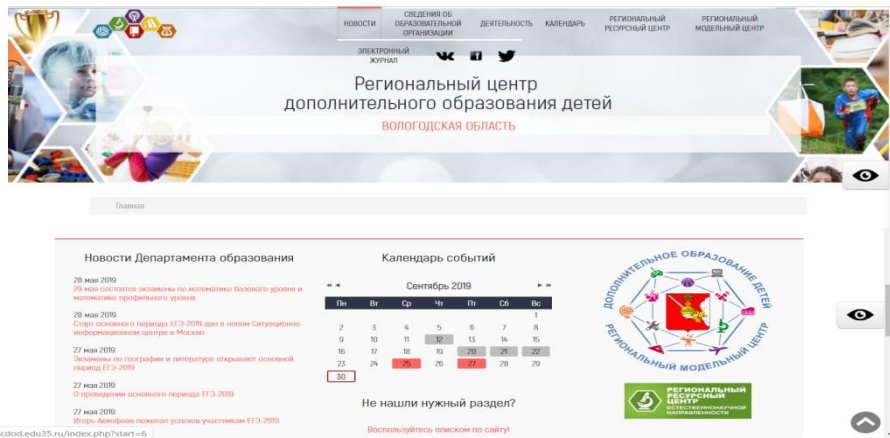 НОВОСТИ
СВЕДЕНИЯ ОБ
ОБРАЗОВАТЕЛЬНОЙ
ОРГАНИЗАЦИИ
ДЕЯТЕЛЬНОСТЬ
КАЛЕНДАРЬ
РЕГИОНАЛЬНЫЙ
РЕСУРСНЫЙ ЦЕНТР
РЕГИОНАЛЬНЫЙ
МОДЕЛЬНЫЙ ЦЕНТР
ЭЛЕКТРОННЫЙ
ЖУРНАЛ
Региональный центр
дополнительного образования детей
ВОЛОГОДСКАЯ ОБЛАСТЬ
Главная
Новости Департамента образования
28 мая 2019
29 мая состоятся экзамены по математике базового уровня и
математике профильного уровня
28 мая 2019
Старт основного периода ЕГЭ-2019 дан в новом Ситуационно-
информационном центре в Москве
27 мая 2019
Экзамены по географии и литературе открывают основной
период ЕГЭ-2019
27 мая 2019
О проведении основного периода ЕГЭ-2019
27 мая 2019
Игорь Акинфеев пожелал успехов участникам ЕГЭ-2019
Календарь событий
Сентябрь 2019
Пн Вт Ср Чт Пт Сб Вс
1
2 3 4 5 6 7 8
9 10 11 12 13 14 15
16 17 18 19 20 21 22
23 24 25 26 27 28 29
30
Не нашли нужный раздел?
Воспользуйтесь поиском по сайту!
ДОПОЛНИТЕЛЬНОЕ ОБРАЗОВАНИЕ ДЕТЕЙ
РЕГИОНАЛЬНЫЙ МОДЕЛЬНЫЙ ЦЕНТР
РЕГИОНАЛЬНЫЙ
РЕСУРСНЫЙ
ЦЕНТР
ЕСТЕСТВЕННОНАУЧНОЙ
НАПРАВЛЕННОСТИ
cdod.edu35.ru/index.php?start=6